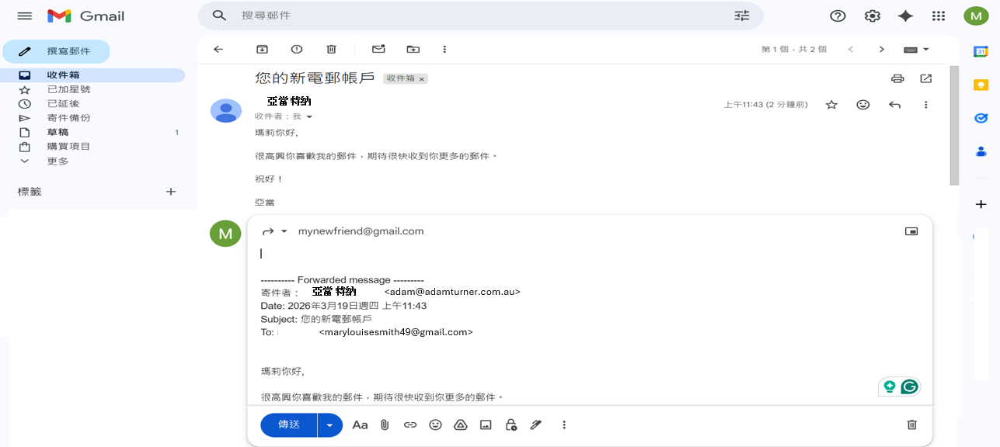 Gmail
搜尋郵件
M
撰寫郵件
收件箱
已加星號
已延後
寄件備份
草稿 1
購買項目
更多
標籤
第 1 個，共 2 個
您的新電郵帳戶 收件箱 ×
亞當 特納
上午11:43 (2 分鐘前)
收件者：我
瑪莉你好,
很高興你喜歡我的郵件，期待很快收到你更多的郵件。
祝好！
亞當
M
mynewfriend@gmail.com
---------- Forwarded message ---------
寄件者： 亞當 特納 <adam@adamturner.com.au>
Date: 2026年3月19日週四 上午11:43
Subject: 您的新電郵帳戶
To: <marylouisesmith49@gmail.com>
瑪莉你好,
很高興你喜歡我的郵件，期待很快收到你更多的郵件。
傳送
Aa
31